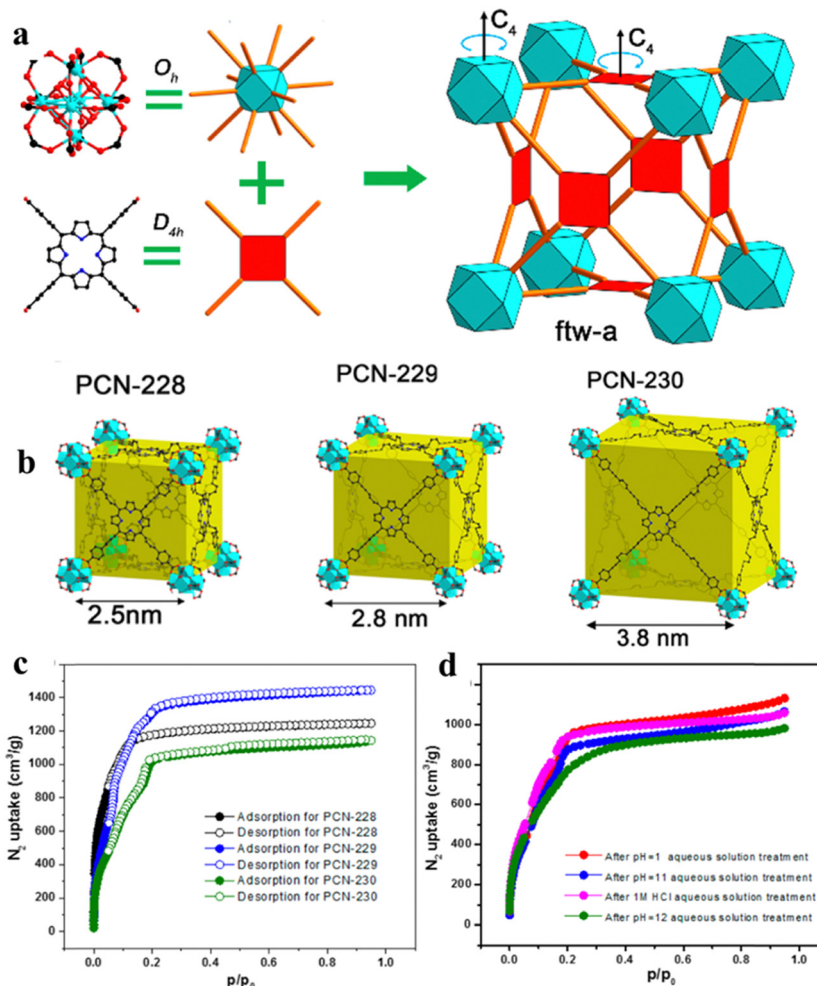 a
Oh
D4h
C4
C4
ftw-a
PCN-228
PCN-229
PCN-230
b
2.5nm
2.8 nm
3.8 nm
c
N2 uptake (cm3/g)
1400
1200
1000
800
600
400
200
0
Adsorption for PCN-228
Desorption for PCN-228
Adsorption for PCN-229
Desorption for PCN-229
Adsorption for PCN-230
Desorption for PCN-230
0.0 0.2 0.4 0.6 0.8 1.0
p/p0
d
N2 uptake (cm3/g)
1000
800
600
400
200
0
After pH=1 aqueous solution treatment
After pH=11 aqueous solution treatment
After 1M HCl aqueous solution treatment
After pH=12 aqueous solution treatment
0.0 0.2 0.4 0.6 0.8 1.0
p/p0